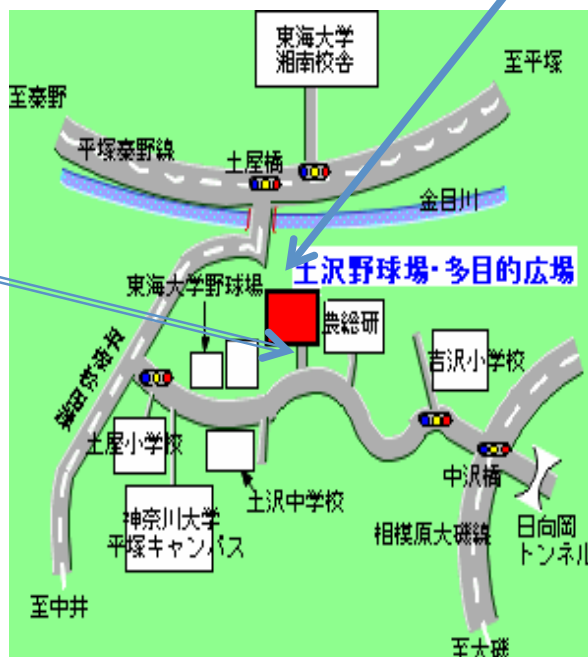 東海大学
湘南校舎
至平塚
至秦野
平塚秦野線
土屋橋
金目川
土沢野球場・多目的広場
東海大学野球場
農総研
吉沢小学校
土屋小学校
中沢橋
土沢中学校
神奈川大学
平塚キャンパス
相模原大磯線
日向岡
トンネル
至中井
至大磯